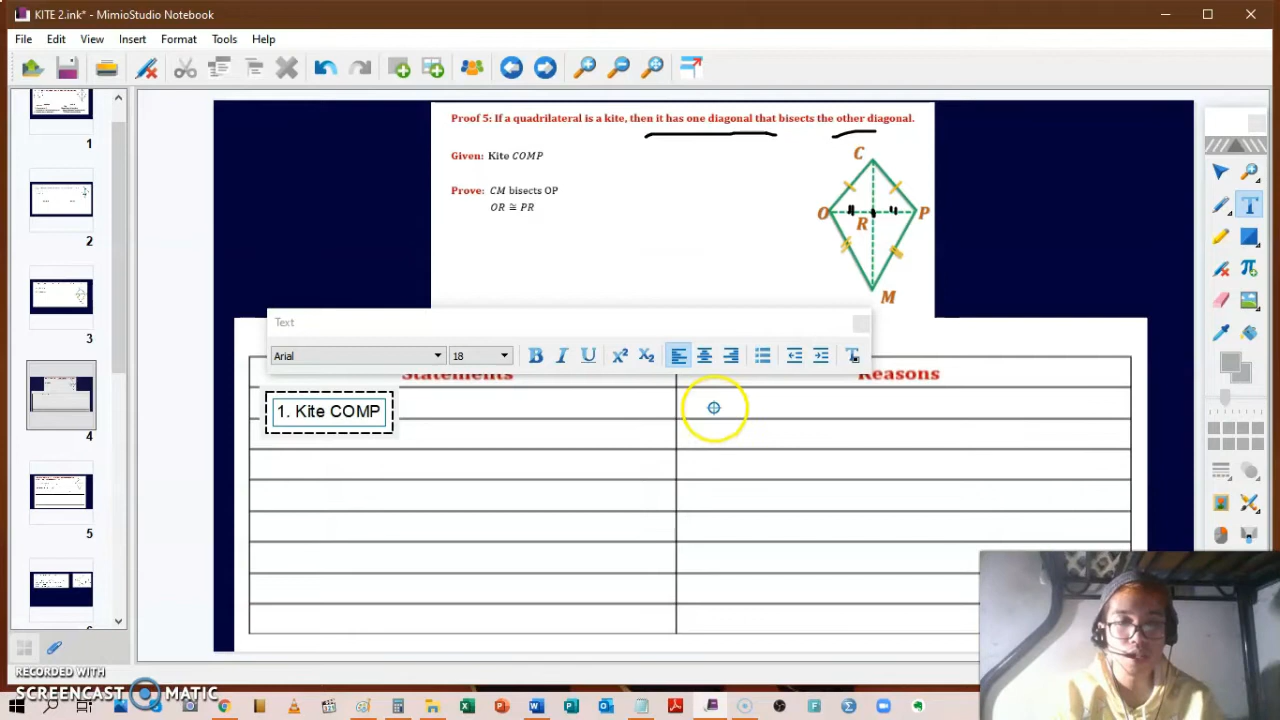 KITE 2.ink* - MimioStudio Notebook
File Edit View Insert Format Tools Help
1
2
3
4
5
Proof 5: If a quadrilateral is a kite, then it has one diagonal that bisects the other diagonal.
Given: Kite COMP
Prove: CM bisects OP
OR ≅ PR
C
O
P
R
M
Text
Arial
18
B I U X² X₂
Statements
Reasons
1. Kite COMP
RECORDED WITH
SCREENCAST MATIC